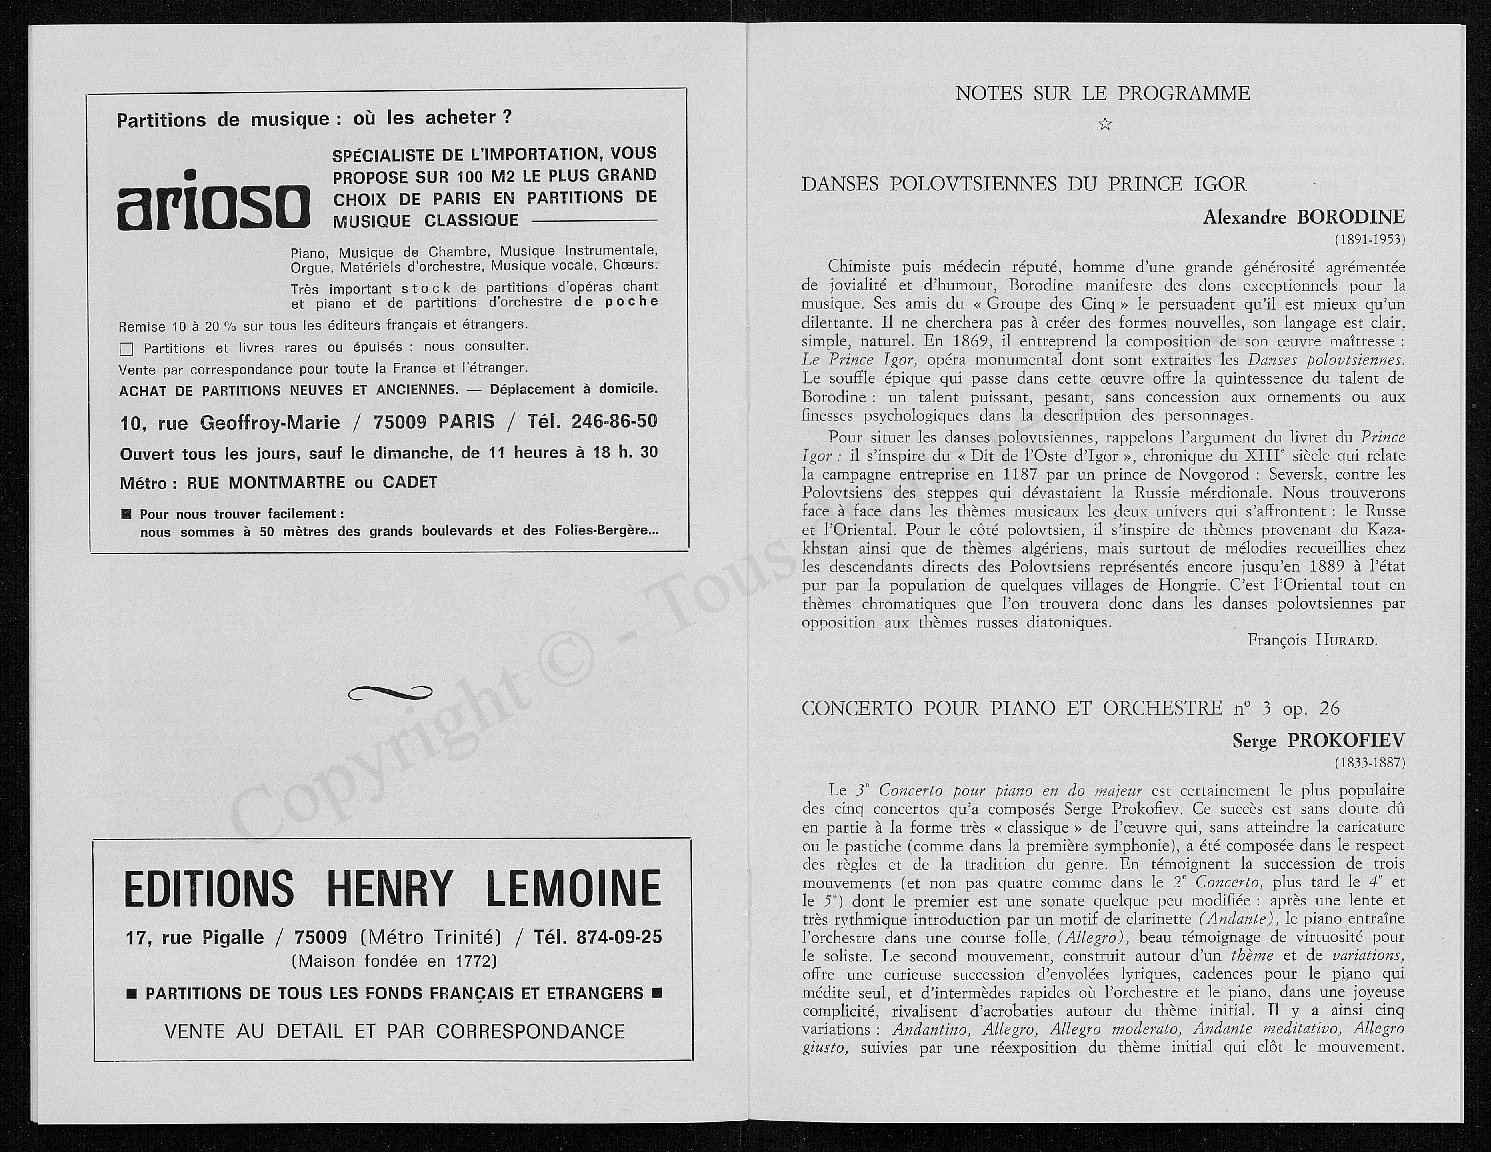 Partitions de musique : où les acheter ?
arioso
SPÉCIALISTE DE L'IMPORTATION, VOUS
PROPOSE SUR 100 M2 LE PLUS GRAND
CHOIX DE PARIS EN PARTITIONS DE
MUSIQUE CLASSIQUE
Piano, Musique de Chambre, Musique Instrumentale,
Orgue, Matériels d'orchestre, Musique vocale, Chœurs.
Très important stock de partitions d'opéras chant
et piano et de partitions d'orchestre de poche
Remise 10 à 20 % sur tous les éditeurs français et étrangers.
☐ Partitions et livres rares ou épuisés : nous consulter.
Vente par correspondance pour toute la France et l'étranger.
ACHAT DE PARTITIONS NEUVES ET ANCIENNES. — Déplacement à domicile.
10, rue Geoffroy-Marie / 75009 PARIS / Tél. 246-86-50
Ouvert tous les jours, sauf le dimanche, de 11 heures à 18 h. 30
Métro : RUE MONTMARTRE ou CADET
■ Pour nous trouver facilement :
nous sommes à 50 mètres des grands boulevards et des Folies-Bergère...
EDITIONS HENRY LEMOINE
17, rue Pigalle / 75009 (Métro Trinité) / Tél. 874-09-25
(Maison fondée en 1772)
■ PARTITIONS DE TOUS LES FONDS FRANÇAIS ET ETRANGERS ■
VENTE AU DETAIL ET PAR CORRESPONDANCE
NOTES SUR LE PROGRAMME
☆
DANSES POLOVTSIENNES DU PRINCE IGOR
Alexandre BORODINE
(1891-1953)
Chimiste puis médecin réputé, homme d'une grande générosité agrémentée
de jovialité et d'humour, Borodine manifeste des dons exceptionnels pour la
musique. Ses amis du « Groupe des Cinq » le persuadent qu'il est mieux qu'un
dilettante. Il ne cherchera pas à créer des formes nouvelles, son langage est clair,
simple, naturel. En 1869, il entreprend la composition de son œuvre maîtresse :
Le Prince Igor, opéra monumental dont sont extraites les Danses polovtsiennes.
Le souffle épique qui passe dans cette œuvre offre la quintessence du talent de
Borodine : un talent puissant, pesant, sans concession aux ornements ou aux
finesses psychologiques dans la description des personnages.
Pour situer les danses polovtsiennes, rappelons l'argument du livret du Prince
Igor : il s'inspire du « Dit de l'Oste d'Igor », chronique du XIIIe siècle qui relate
la campagne entreprise en 1187 par un prince de Novgorod : Seversk, contre les
Polovtsiens des steppes qui dévastaient la Russie mérdionale. Nous trouverons
face à face dans les thèmes musicaux les deux univers qui s'affrontent : le Russe
et l'Oriental. Pour le côté polovtsien, il s'inspire de thèmes provenant du Kaza-
khstan ainsi que de thèmes algériens, mais surtout de mélodies recueillies chez
les descendants directs des Polovtsiens représentés encore jusqu'en 1889 à l'état
pur par la population de quelques villages de Hongrie. C'est l'Oriental tout en
thèmes chromatiques que l'on trouvera donc dans les danses polovtsiennes par
opposition aux thèmes russes diatoniques.
François HURARD.
CONCERTO POUR PIANO ET ORCHESTRE n° 3 op. 26
Serge PROKOFIEV
(1833-1887)
Le 3e Concerto pour piano en do majeur est certainement le plus populaire
des cinq concertos qu'a composés Serge Prokofiev. Ce succès est sans doute dû
en partie à la forme très « classique » de l'œuvre qui, sans atteindre la caricature
ou le pastiche (comme dans la première symphonie), a été composée dans le respect
des règles et de la tradition du genre. En témoignent la succession de trois
mouvements (et non pas quatre comme dans le 2e Concerto, plus tard le 4e et
le 5e) dont le premier est une sonate quelque peu modifiée : après une lente et
très rythmique introduction par un motif de clarinette (Andante), le piano entraîne
l'orchestre dans une course folle, (Allegro), beau témoignage de virtuosité pour
le soliste. Le second mouvement, construit autour d'un thème et de variations,
offre une curieuse succession d'envolées lyriques, cadences pour le piano qui
médite seul, et d'intermèdes rapides où l'orchestre et le piano, dans une joyeuse
complicité, rivalisent d'acrobaties autour du thème initial. Il y a ainsi cinq
variations : Andantino, Allegro, Allegro moderato, Andante meditativo, Allegro
giusto, suivies par une réexposition du thème initial qui clôt le mouvement.
Copyright © - Tous